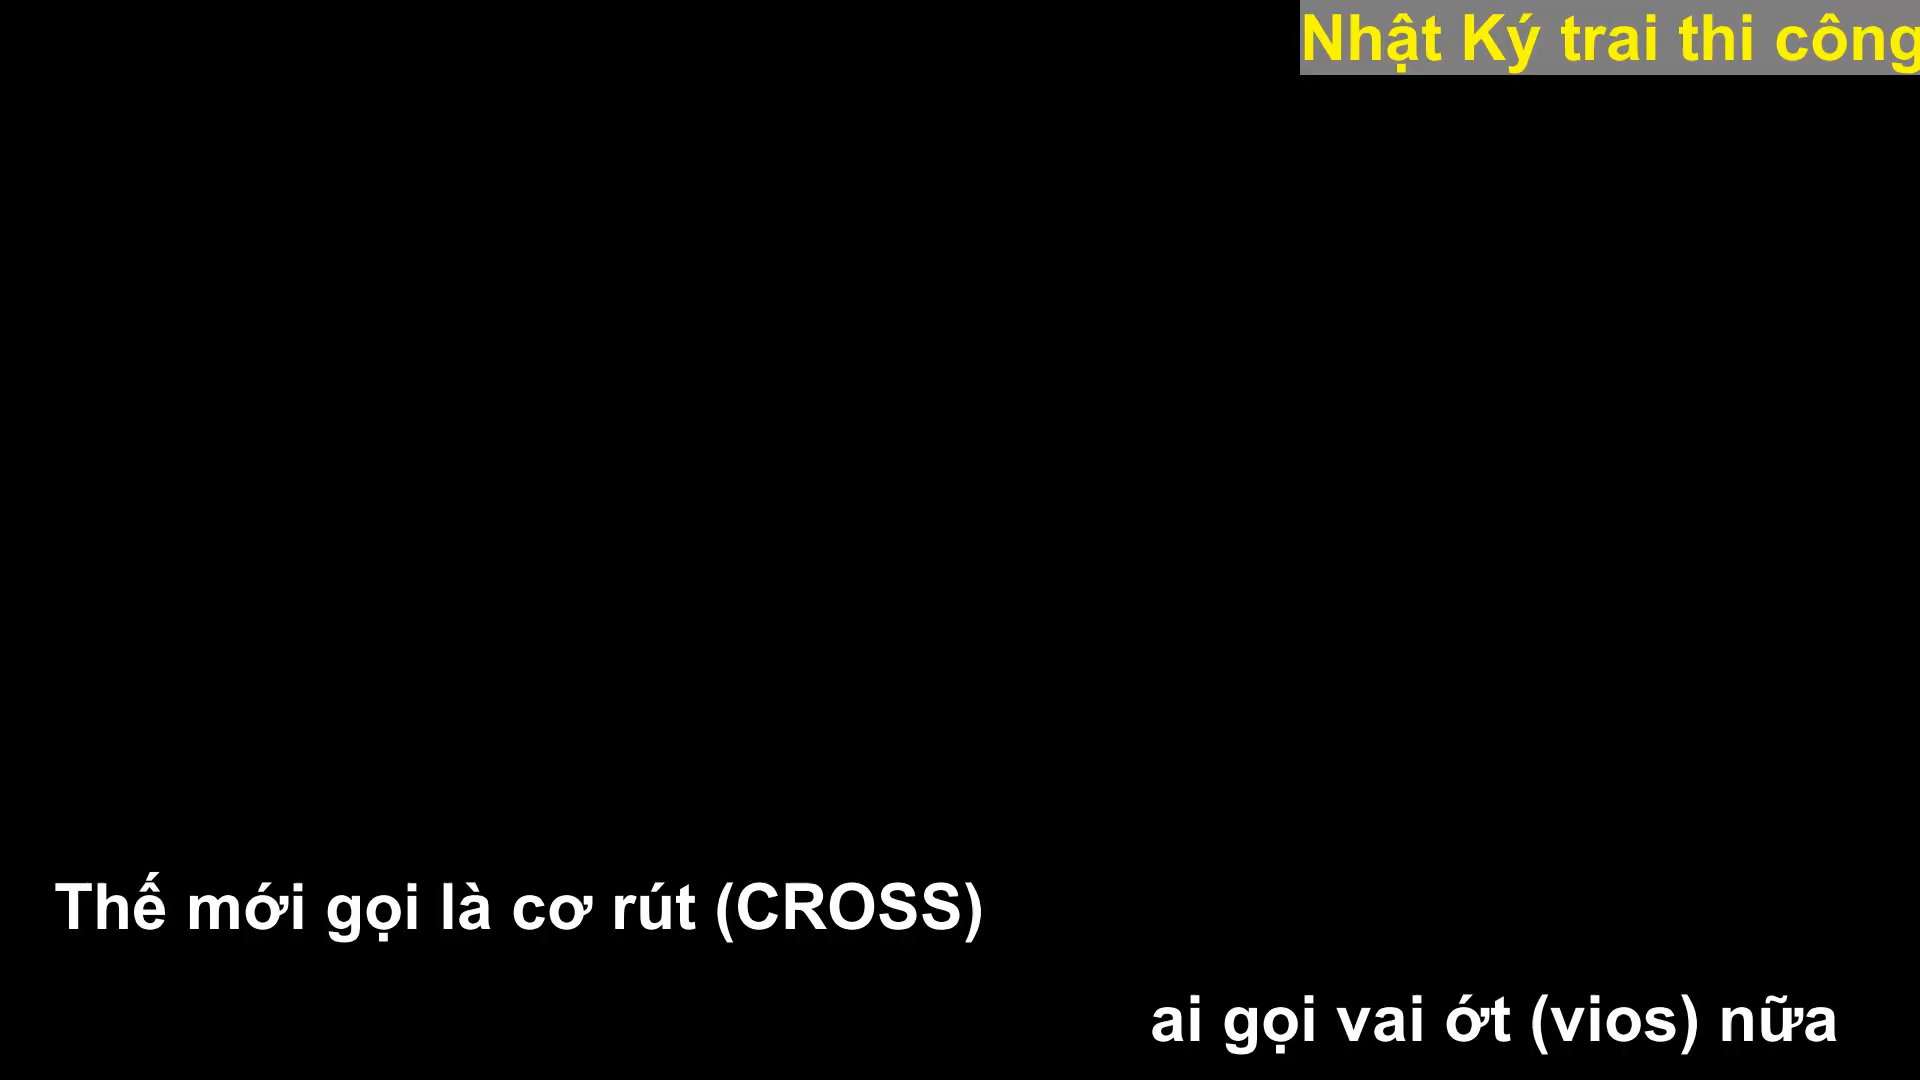 Nhật Ký trai thi công
Thế mới gọi là cơ rút (CROSS)
ai gọi vai ớt (vios) nữa